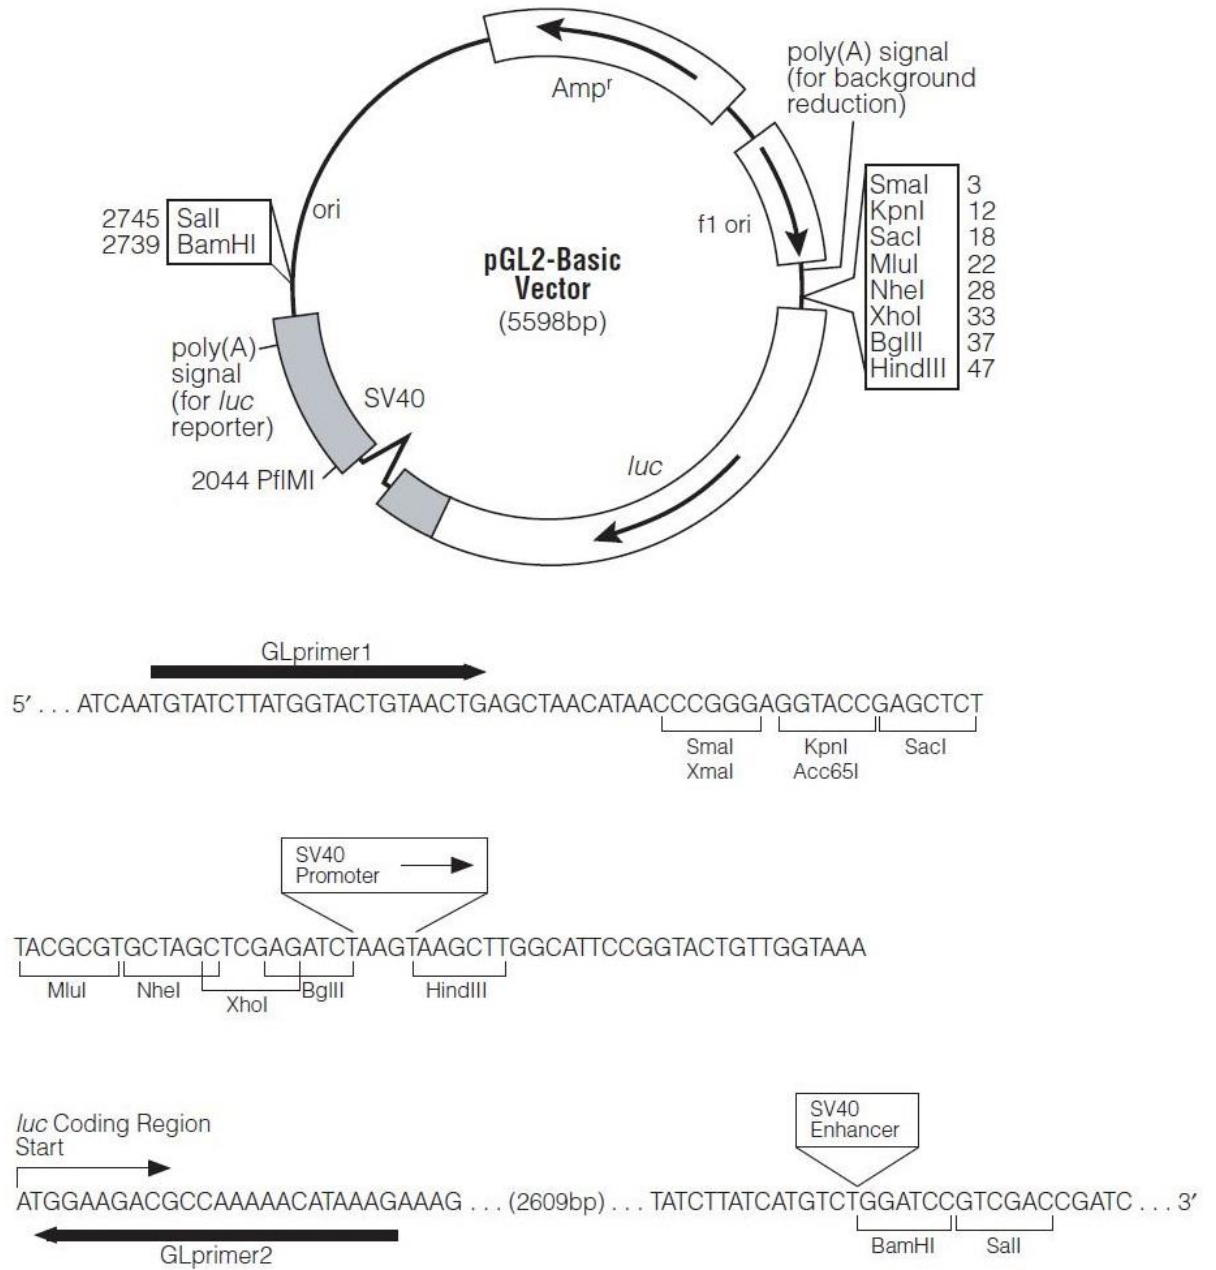 Ampʳ
poly(A) signal
(for background
reduction)
SmaI 3
KpnI 12
SacI 18
MluI 22
NheI 28
XhoI 33
BglII 37
HindIII 47
f1 ori
2745 SalI
2739 BamHI
ori
pGL2-Basic
Vector
(5598bp)
poly(A)
signal
(for luc
reporter)
SV40
2044 PflMI
luc
GLprimer1
5′ . . . ATCAATGTATCTTATGGTACTGTAACTGAGCTAACATAACCCGGGAGGTACCGAGCTCT
SmaI KpnI SacI
XmaI Acc65I
SV40
Promoter
TACGCGTGCTAGCTCGAGATCTAAGTAAGCTTGGCATTCCGGTACTGTTGGTAAA
MluI NheI XhoI BglII HindIII
luc Coding Region
Start
SV40
Enhancer
ATGGAAGACGCCAAAAACATAAAGAAAG . . . (2609bp) . . . TATCTTATCATGTCTGGATCCGTCGACCGATC . . . 3′
BamHI SalI
GLprimer2